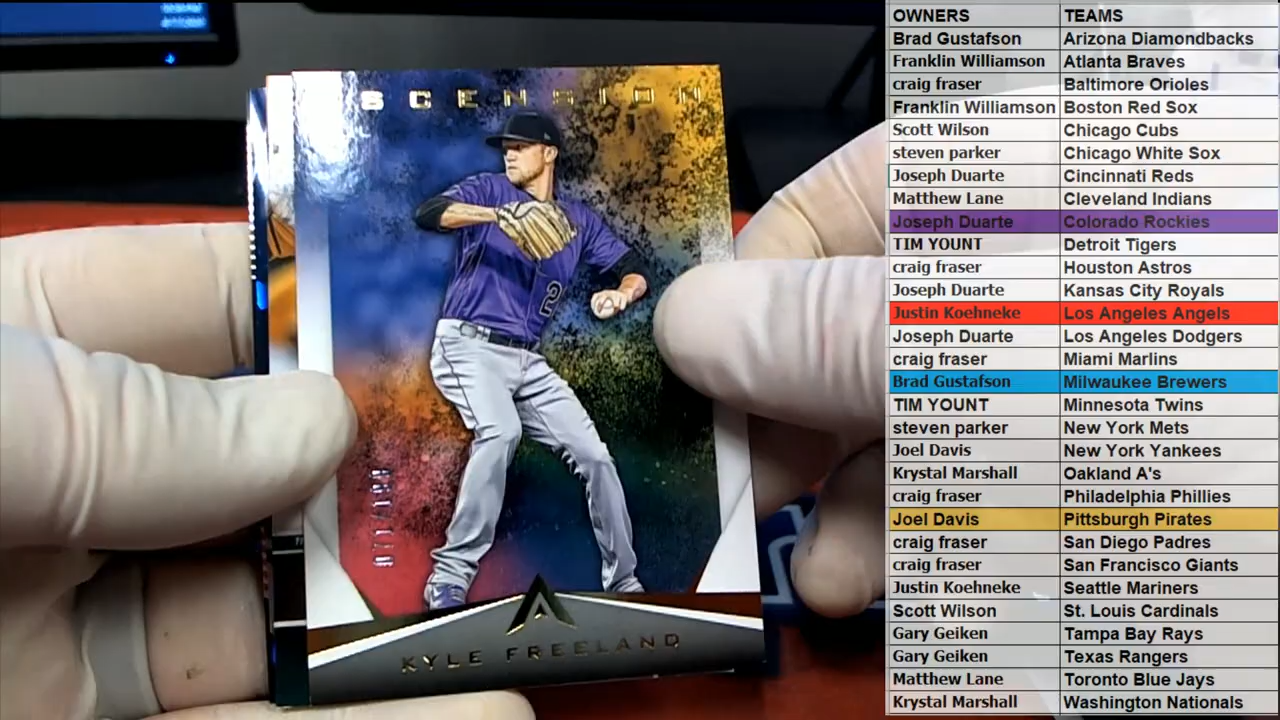 SCENSION
2
KYLE FREELAND
OWNERS TEAMS
Brad Gustafson Arizona Diamondbacks
Franklin Williamson Atlanta Braves
craig fraser Baltimore Orioles
Franklin Williamson Boston Red Sox
Scott Wilson Chicago Cubs
steven parker Chicago White Sox
Joseph Duarte Cincinnati Reds
Matthew Lane Cleveland Indians
Joseph Duarte Colorado Rockies
TIM YOUNT Detroit Tigers
craig fraser Houston Astros
Joseph Duarte Kansas City Royals
Justin Koehneke Los Angeles Angels
Joseph Duarte Los Angeles Dodgers
craig fraser Miami Marlins
Brad Gustafson Milwaukee Brewers
TIM YOUNT Minnesota Twins
steven parker New York Mets
Joel Davis New York Yankees
Krystal Marshall Oakland A's
craig fraser Philadelphia Phillies
Joel Davis Pittsburgh Pirates
craig fraser San Diego Padres
craig fraser San Francisco Giants
Justin Koehneke Seattle Mariners
Scott Wilson St. Louis Cardinals
Gary Geiken Tampa Bay Rays
Gary Geiken Texas Rangers
Matthew Lane Toronto Blue Jays
Krystal Marshall Washington Nationals